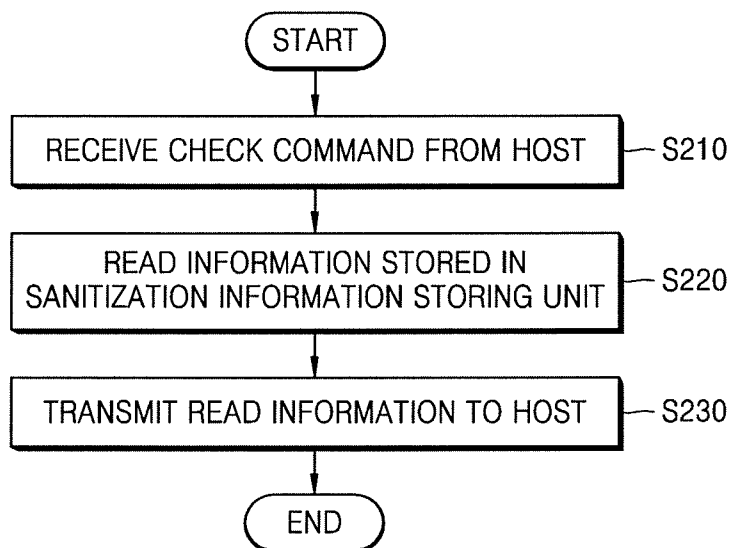 START
RECEIVE CHECK COMMAND FROM HOST
S210
READ INFORMATION STORED IN
SANITIZATION INFORMATION STORING UNIT
S220
TRANSMIT READ INFORMATION TO HOST
S230
END